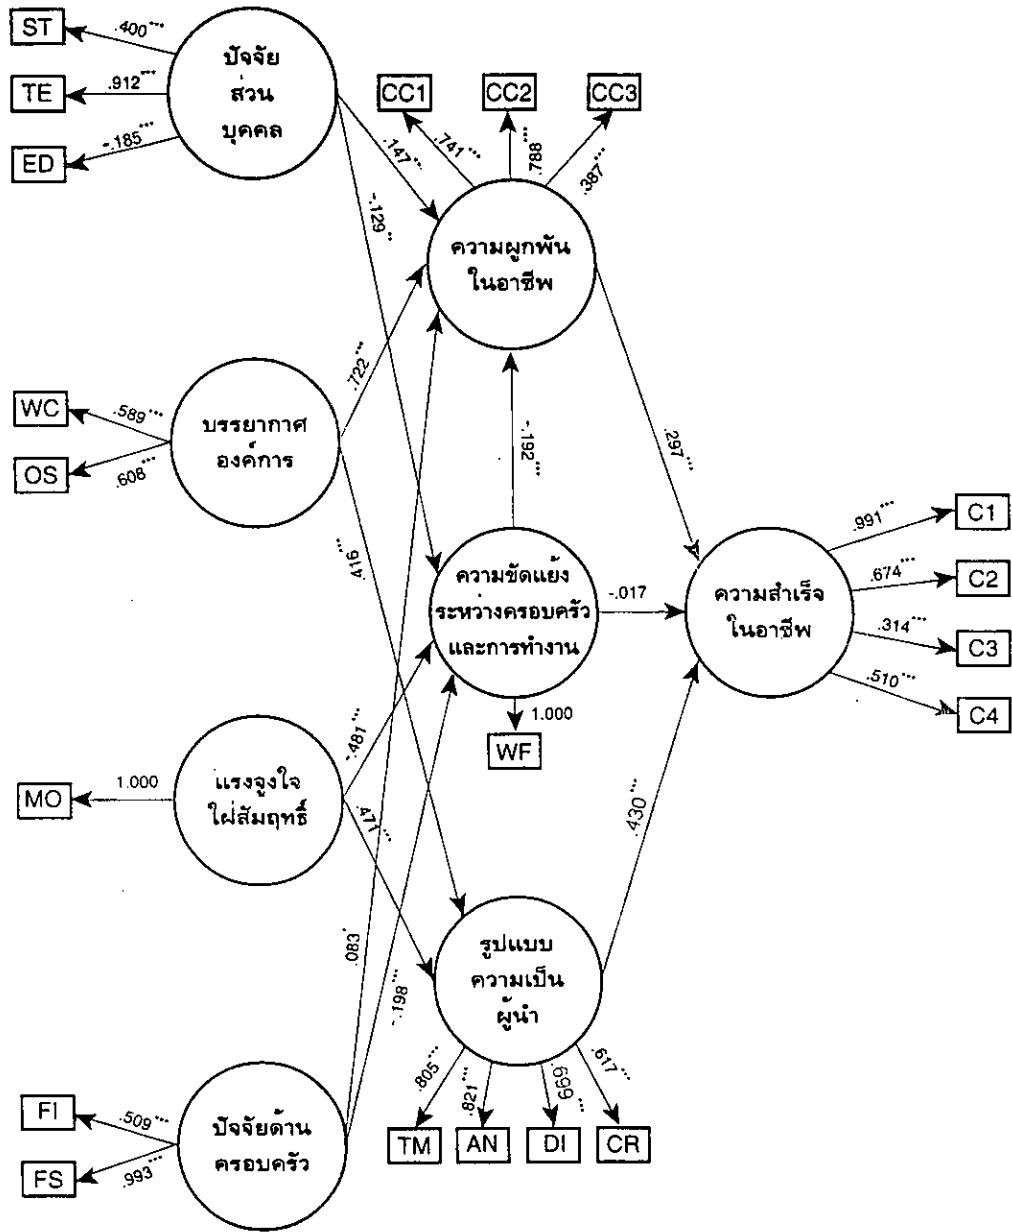 ST
.400***
ปัจจัย
ส่วน
บุคคล
TE
.912***
ED
-.185***
CC1
CC2
CC3
.741***
.788***
.387***
.147**
-.129**
ความผูกพัน
ในอาชีพ
.722***
WC
.589***
OS
.608***
บรรยากาศ
องค์การ
-.192***
.297***
.416***
ความขัดแย้ง
ระหว่างครอบครัว
และการทำงาน
-.017
ความสำเร็จ
ในอาชีพ
.991***
C1
.674***
C2
.314***
C3
.510***
C4
1.000
WF
MO
1.000
แรงจูงใจ
ใฝ่สัมฤทธิ์
-.481***
.471***
.430***
.083*
-.198***
รูปแบบ
ความเป็น
ผู้นำ
.805***
.821***
.669***
.617***
TM
AN
DI
CR
FI
.509***
FS
.993***
ปัจจัยด้าน
ครอบครัว